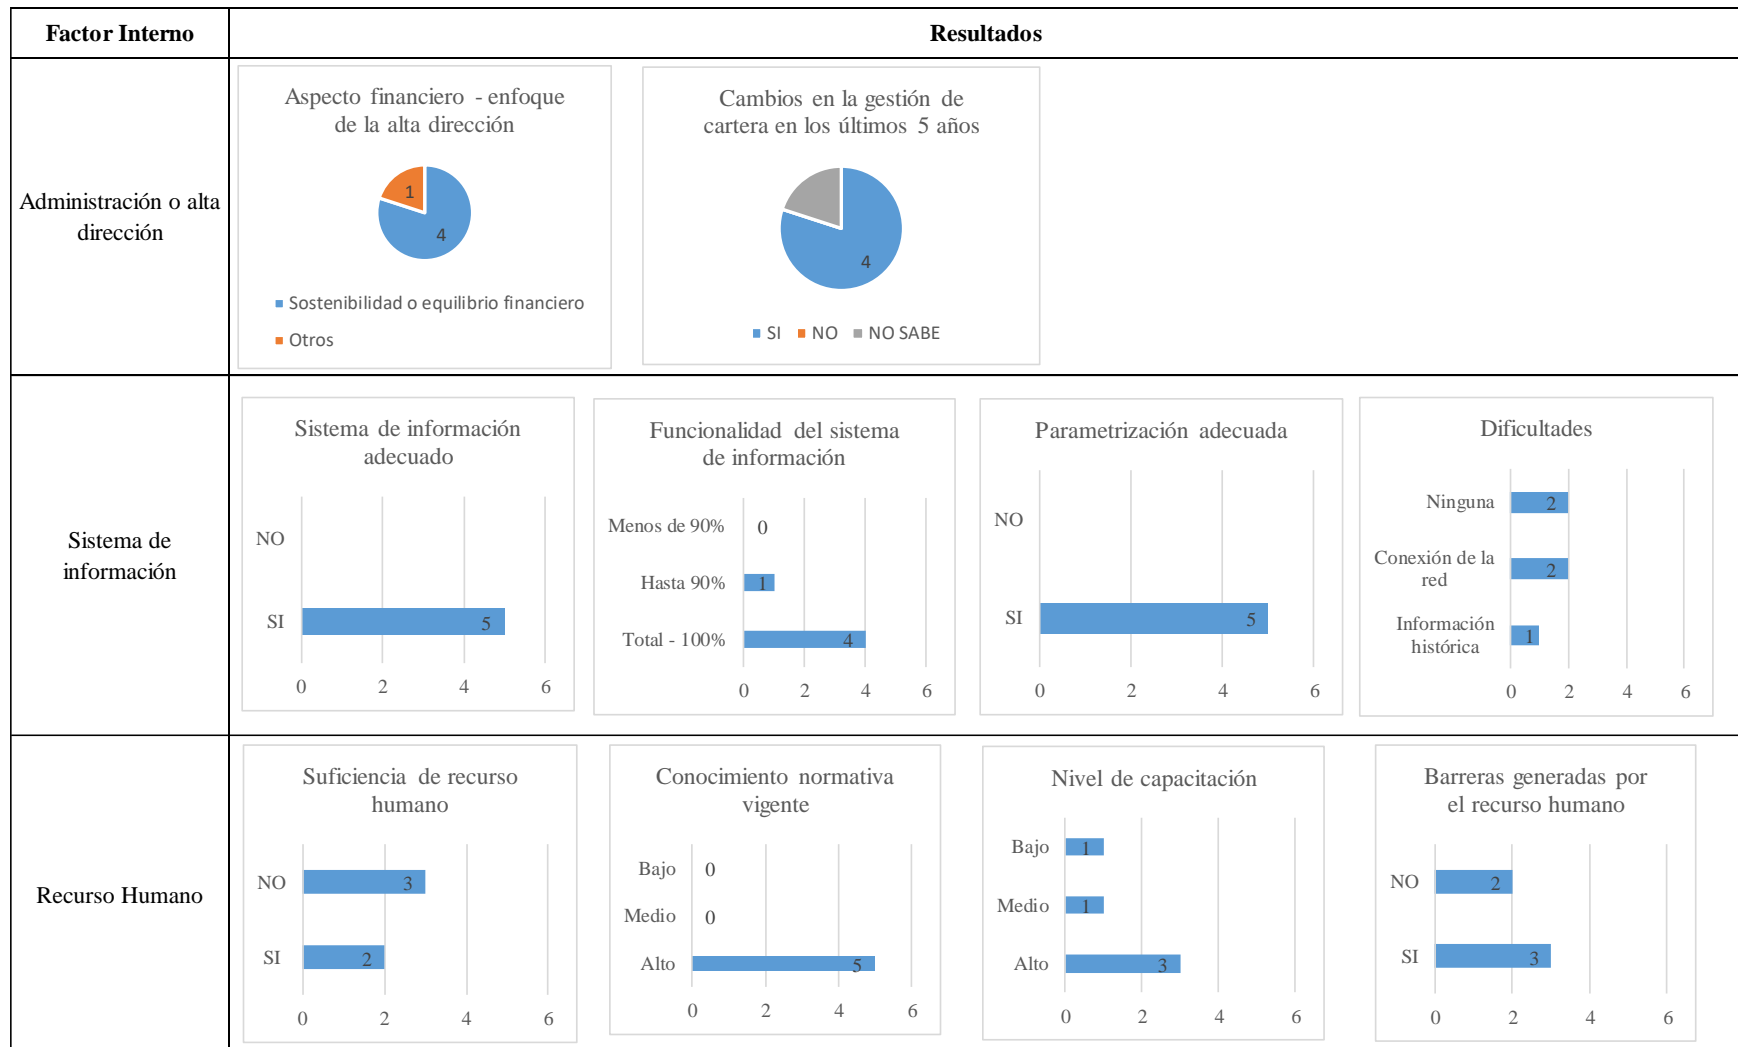 Factor Interno
Resultados
Administración o alta
dirección
Aspecto financiero - enfoque
de la alta dirección
1
4
Sostenibilidad o equilibrio financiero
Otros
Cambios en la gestión de
cartera en los últimos 5 años
4
SI NO NO SABE
Sistema de
información
Sistema de información
adecuado
NO
SI 5
0 2 4 6
Funcionalidad del sistema
de información
Menos de 90% 0
Hasta 90% 1
Total - 100% 4
0 2 4 6
Parametrización adecuada
NO
SI 5
0 2 4 6
Dificultades
Ninguna 2
Conexión de la
red
2
Información
histórica
1
0 2 4 6
Recurso Humano
Suficiencia de recurso
humano
NO 3
SI 2
0 2 4 6
Conocimiento normativa
vigente
Bajo 0
Medio 0
Alto 5
0 2 4 6
Nivel de capacitación
Bajo 1
Medio 1
Alto 3
0 2 4 6
Barreras generadas por
el recurso humano
NO 2
SI 3
0 2 4 6